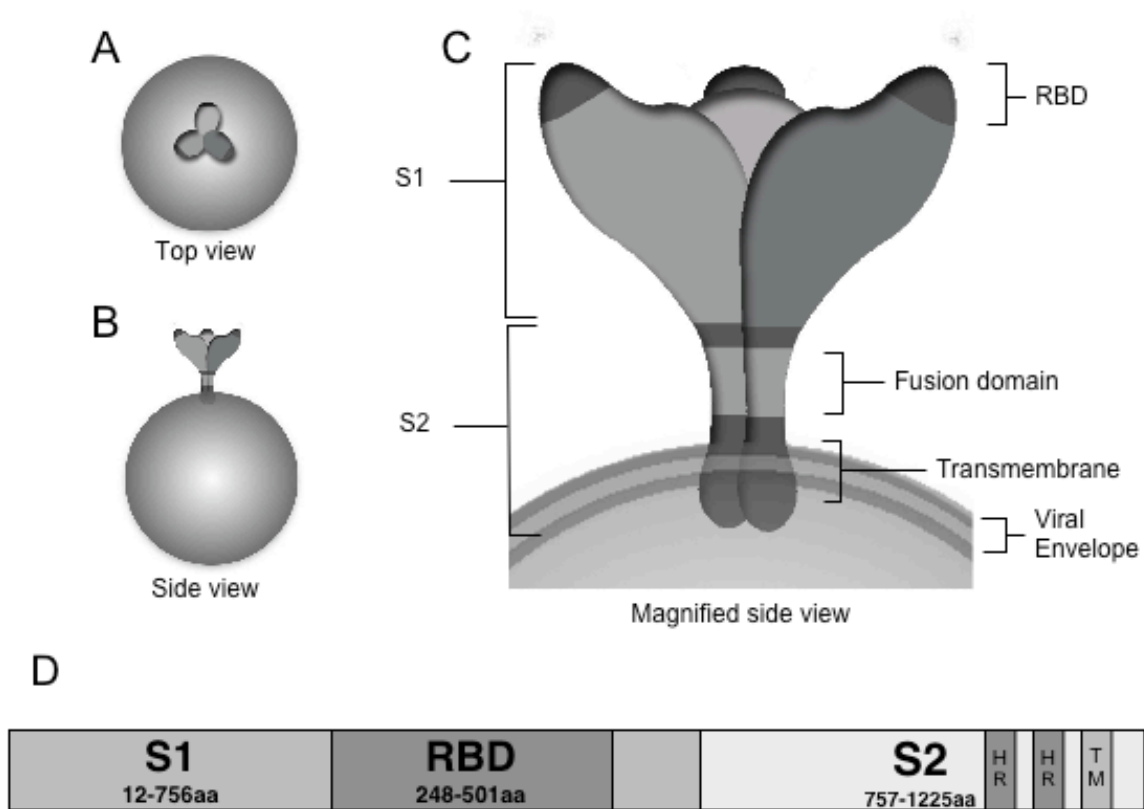 A
Top view
B
Side view
C
S1
S2
RBD
Fusion domain
Transmembrane
Viral
Envelope
Magnified side view
D
S1
12-756aa
RBD
248-501aa
S2
757-1225aa
H
R
H
R
T
M